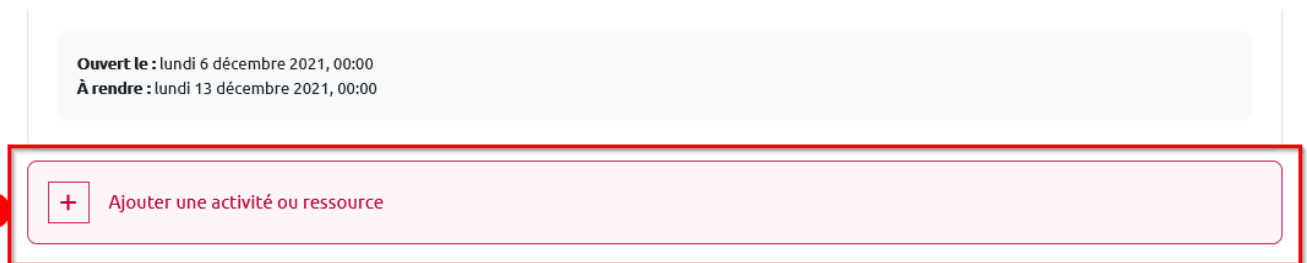 Ouvert le : lundi 6 décembre 2021, 00:00
À rendre : lundi 13 décembre 2021, 00:00
+ Ajouter une activité ou ressource